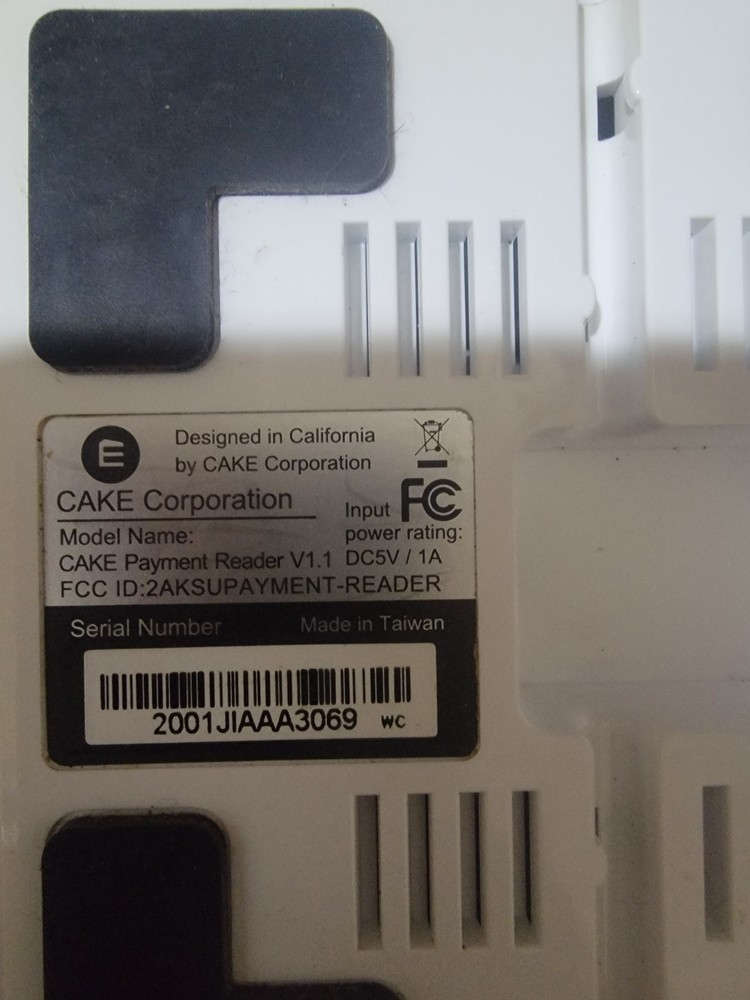 Designed in California
by CAKE Corporation
CAKE Corporation
Input
FC
power rating:
DC5V / 1A
Model Name:
CAKE Payment Reader V1.1
FCC ID:2AKSUPAYMENT-READER
Serial Number
Made in Taiwan
2001JIAAA3069 WC